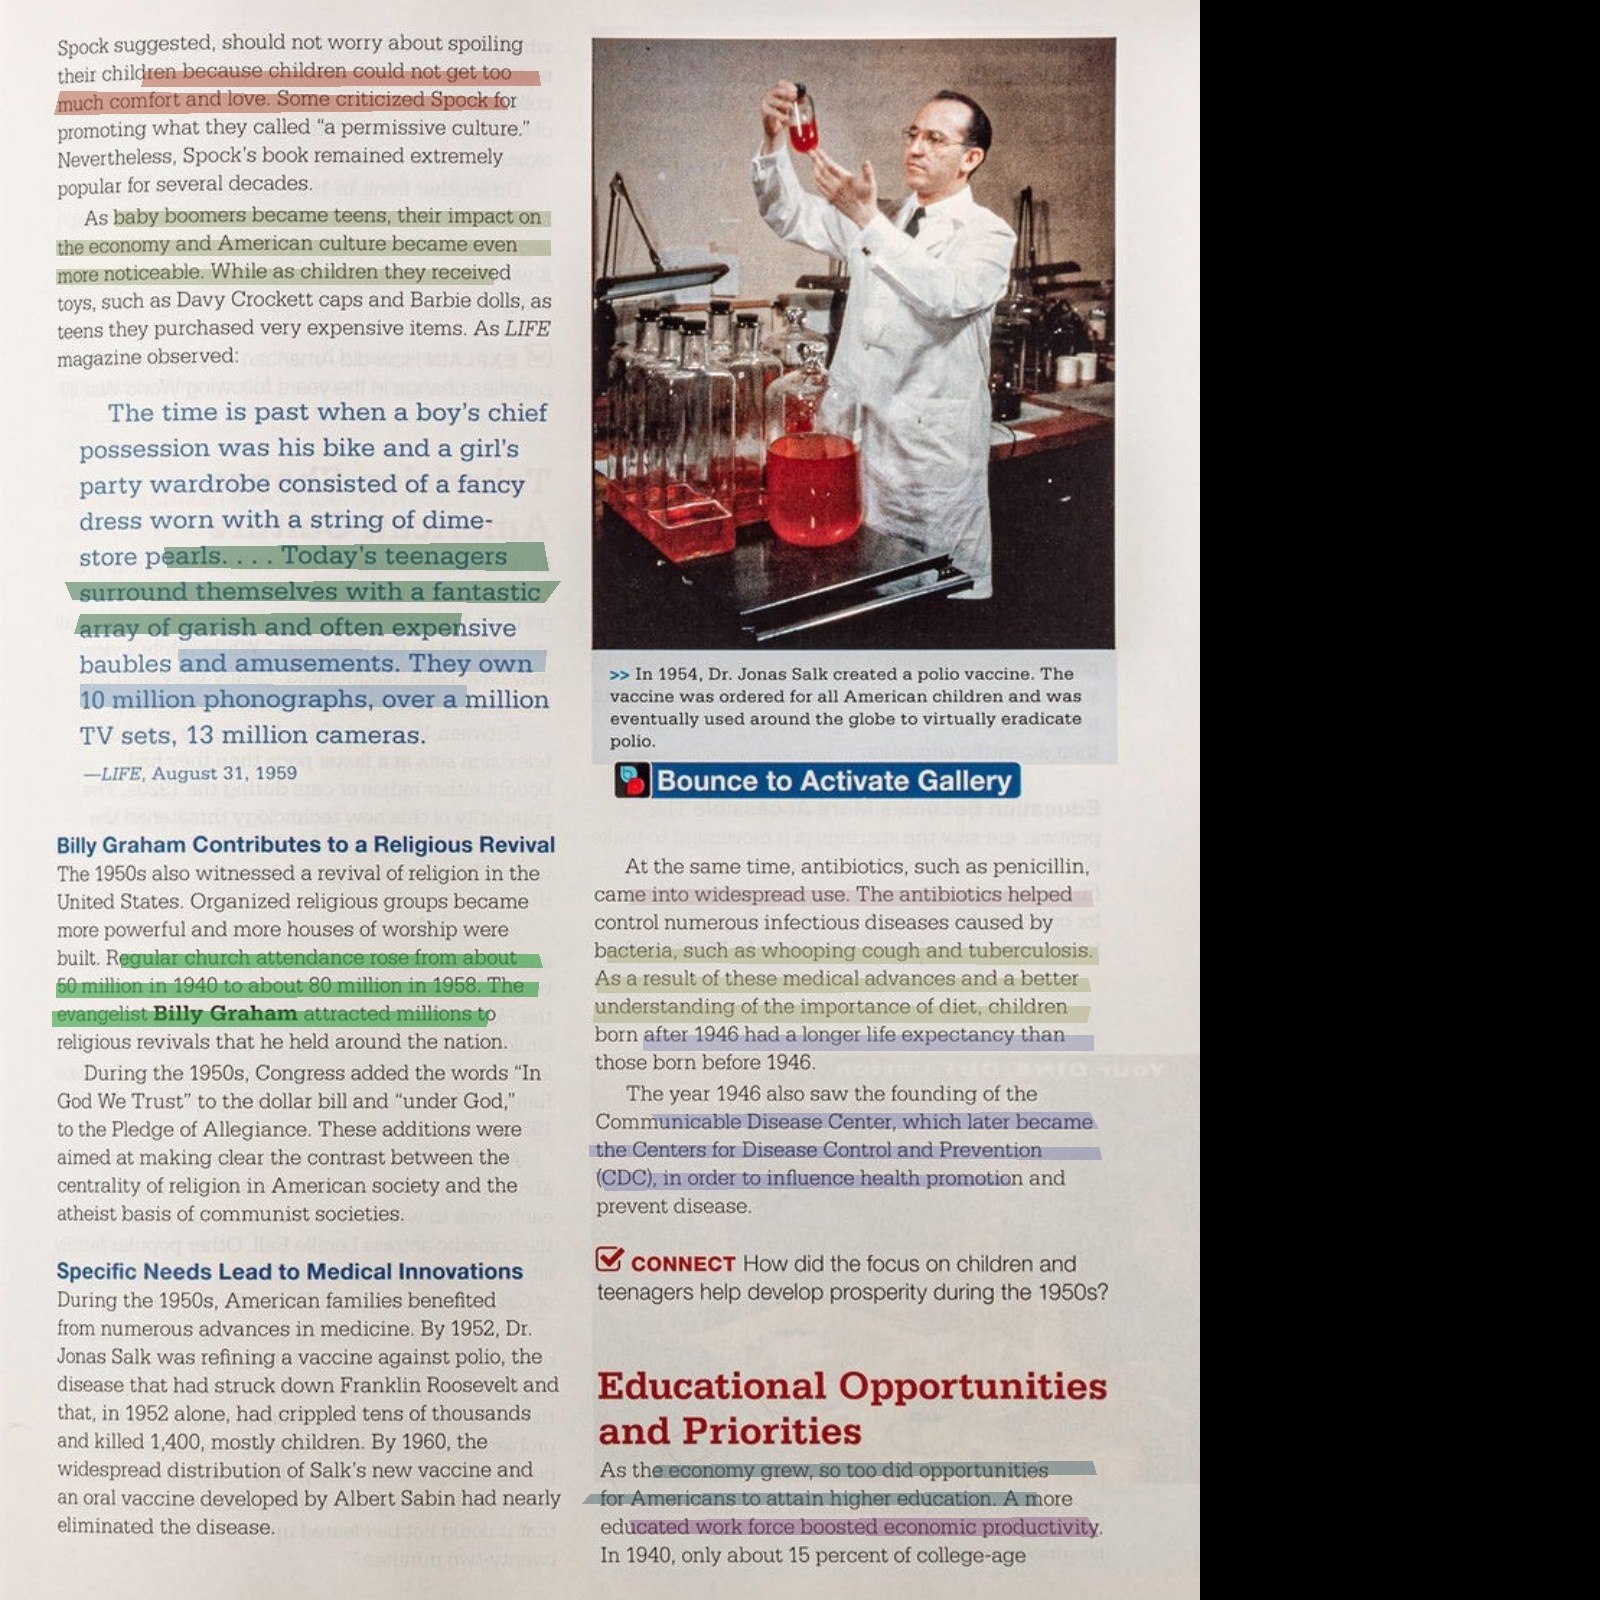 Spock suggested, should not worry about spoiling
their children because children could not get too
much comfort and love. Some criticized Spock for
promoting what they called “a permissive culture.”
Nevertheless, Spock’s book remained extremely
popular for several decades.
As baby boomers became teens, their impact on
the economy and American culture became even
more noticeable. While as children they received
toys, such as Davy Crockett caps and Barbie dolls, as
teens they purchased very expensive items. As LIFE
magazine observed:
The time is past when a boy’s chief
possession was his bike and a girl’s
party wardrobe consisted of a fancy
dress worn with a string of dime-
store pearls. . . . Today’s teenagers
surround themselves with a fantastic
array of garish and often expensive
baubles and amusements. They own
10 million phonographs, over a million
TV sets, 13 million cameras.
—LIFE, August 31, 1959
Billy Graham Contributes to a Religious Revival
The 1950s also witnessed a revival of religion in the
United States. Organized religious groups became
more powerful and more houses of worship were
built. Regular church attendance rose from about
50 million in 1940 to about 80 million in 1958. The
evangelist Billy Graham attracted millions to
religious revivals that he held around the nation.
During the 1950s, Congress added the words “In
God We Trust” to the dollar bill and “under God,”
to the Pledge of Allegiance. These additions were
aimed at making clear the contrast between the
centrality of religion in American society and the
atheist basis of communist societies.
Specific Needs Lead to Medical Innovations
During the 1950s, American families benefited
from numerous advances in medicine. By 1952, Dr.
Jonas Salk was refining a vaccine against polio, the
disease that had struck down Franklin Roosevelt and
that, in 1952 alone, had crippled tens of thousands
and killed 1,400, mostly children. By 1960, the
widespread distribution of Salk’s new vaccine and
an oral vaccine developed by Albert Sabin had nearly
eliminated the disease.
>> In 1954, Dr. Jonas Salk created a polio vaccine. The
vaccine was ordered for all American children and was
eventually used around the globe to virtually eradicate
polio.
Bounce to Activate Gallery
At the same time, antibiotics, such as penicillin,
came into widespread use. The antibiotics helped
control numerous infectious diseases caused by
bacteria, such as whooping cough and tuberculosis.
As a result of these medical advances and a better
understanding of the importance of diet, children
born after 1946 had a longer life expectancy than
those born before 1946.
The year 1946 also saw the founding of the
Communicable Disease Center, which later became
the Centers for Disease Control and Prevention
(CDC), in order to influence health promotion and
prevent disease.
CONNECT How did the focus on children and
teenagers help develop prosperity during the 1950s?
Educational Opportunities
and Priorities
As the economy grew, so too did opportunities
for Americans to attain higher education. A more
educated work force boosted economic productivity.
In 1940, only about 15 percent of college-age